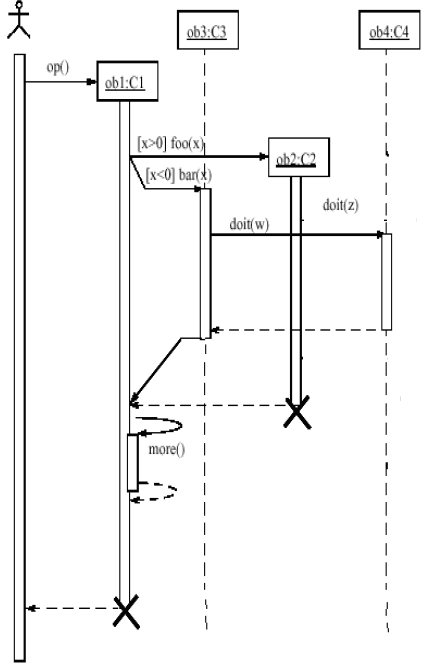 ob3:C3
ob4:C4
op()
ob1:C1
[x>0] foo(x)
ob2:C2
[x<0] bar(x)
doit(z)
doit(w)
more()